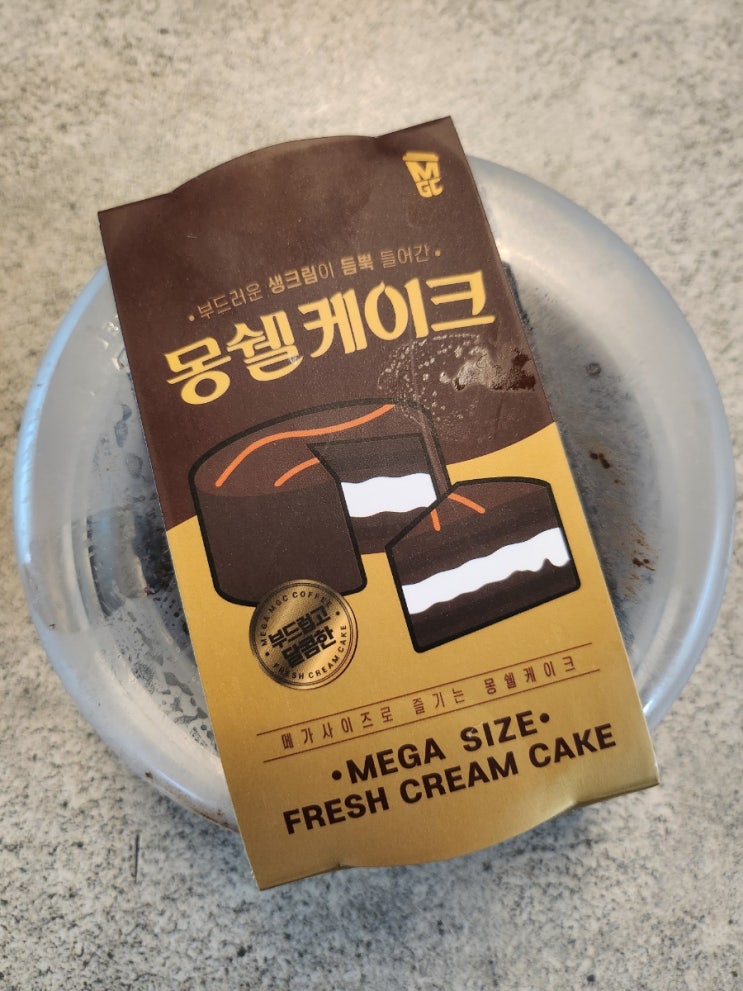 MGC
•부드러운 생크림이 듬뿍 들어간•
몽쉘케이크
MEGA MGC COFFEE
부드럽고
달콤한
FRESH CREAM CAKE
메가사이즈로 즐기는 몽쉘케이크
•MEGA SIZE•
FRESH CREAM CAKE